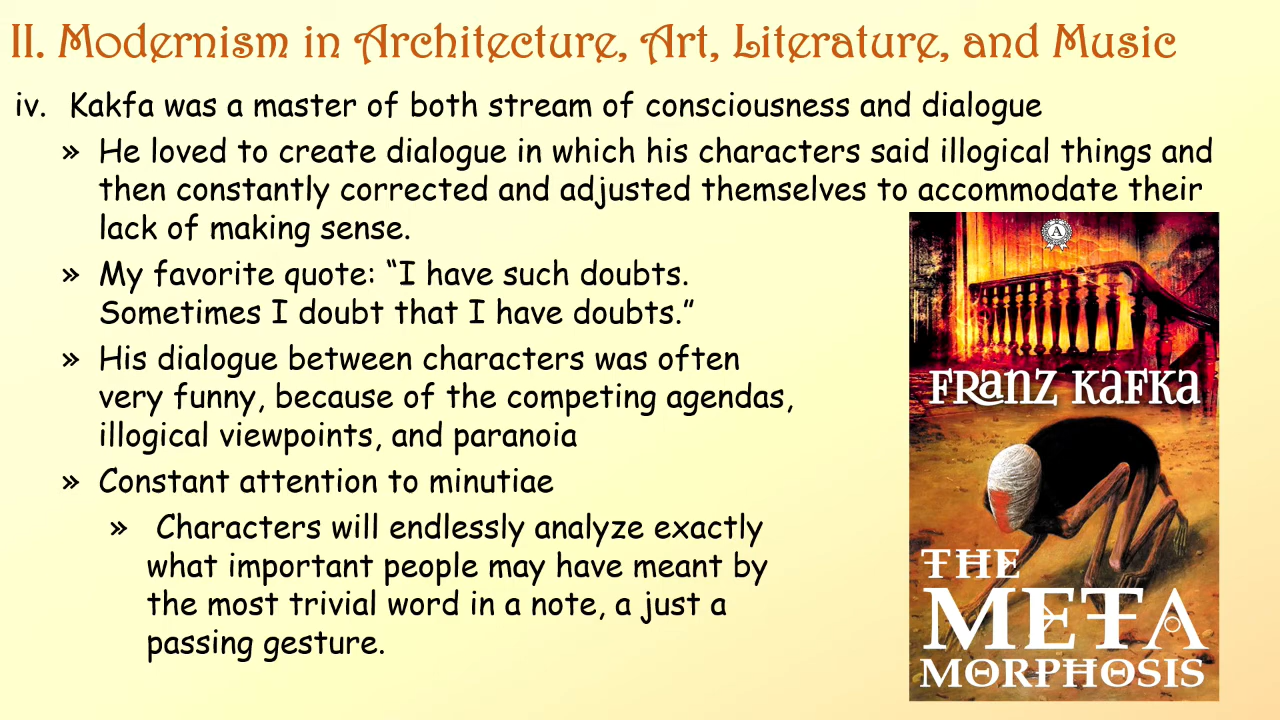 II. Modernism in Architecture, Art, Literature, and Music
iv. Kakfa was a master of both stream of consciousness and dialogue
» He loved to create dialogue in which his characters said illogical things and
then constantly corrected and adjusted themselves to accommodate their
lack of making sense.
» My favorite quote: “I have such doubts.
Sometimes I doubt that I have doubts.”
» His dialogue between characters was often
very funny, because of the competing agendas,
illogical viewpoints, and paranoia
» Constant attention to minutiae
» Characters will endlessly analyze exactly
what important people may have meant by
the most trivial word in a note, a just a
passing gesture.
A
FRANZ KAFKA
THE
META
MORPHOSIS